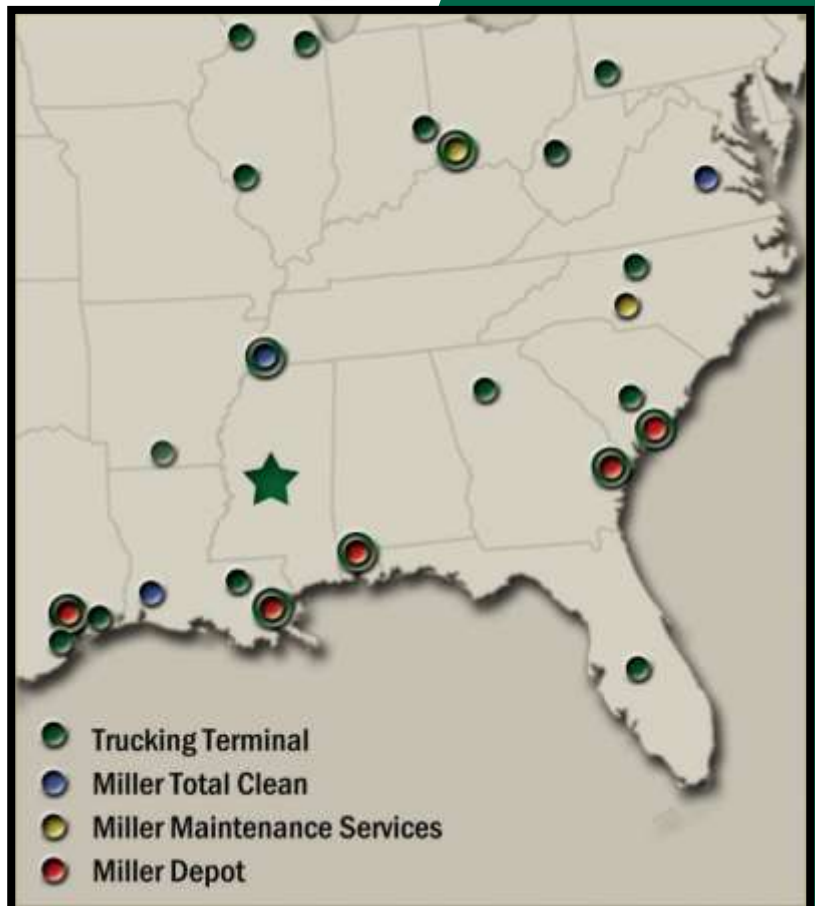 Trucking Terminal
Miller Total Clean
Miller Maintenance Services
Miller Depot